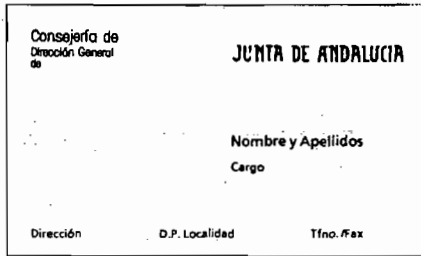 Consejería de
Dirección General
de
JUNTA DE ANDALUCIA
Nombre y Apellidos
Cargo
Dirección D.P. Localidad Tfno./Fax